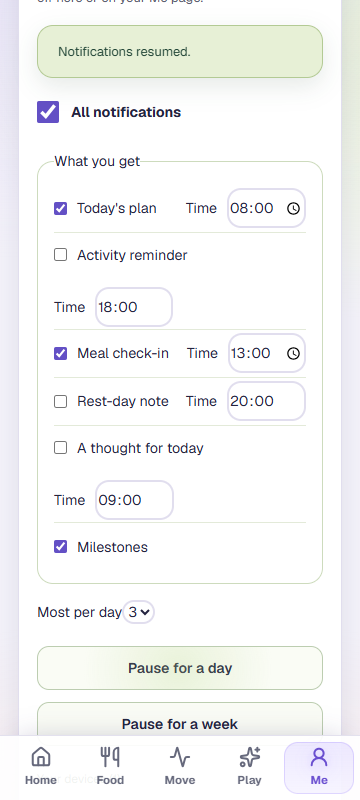 Notifications resumed.
All notifications
What you get
Today's plan Time 08:00
Activity reminder
Time 18:00
Meal check-in Time 13:00
Rest-day note Time 20:00
A thought for today
Time 09:00
Milestones
Most per day 3
Pause for a day
Pause for a week
Home Food Move Play Me